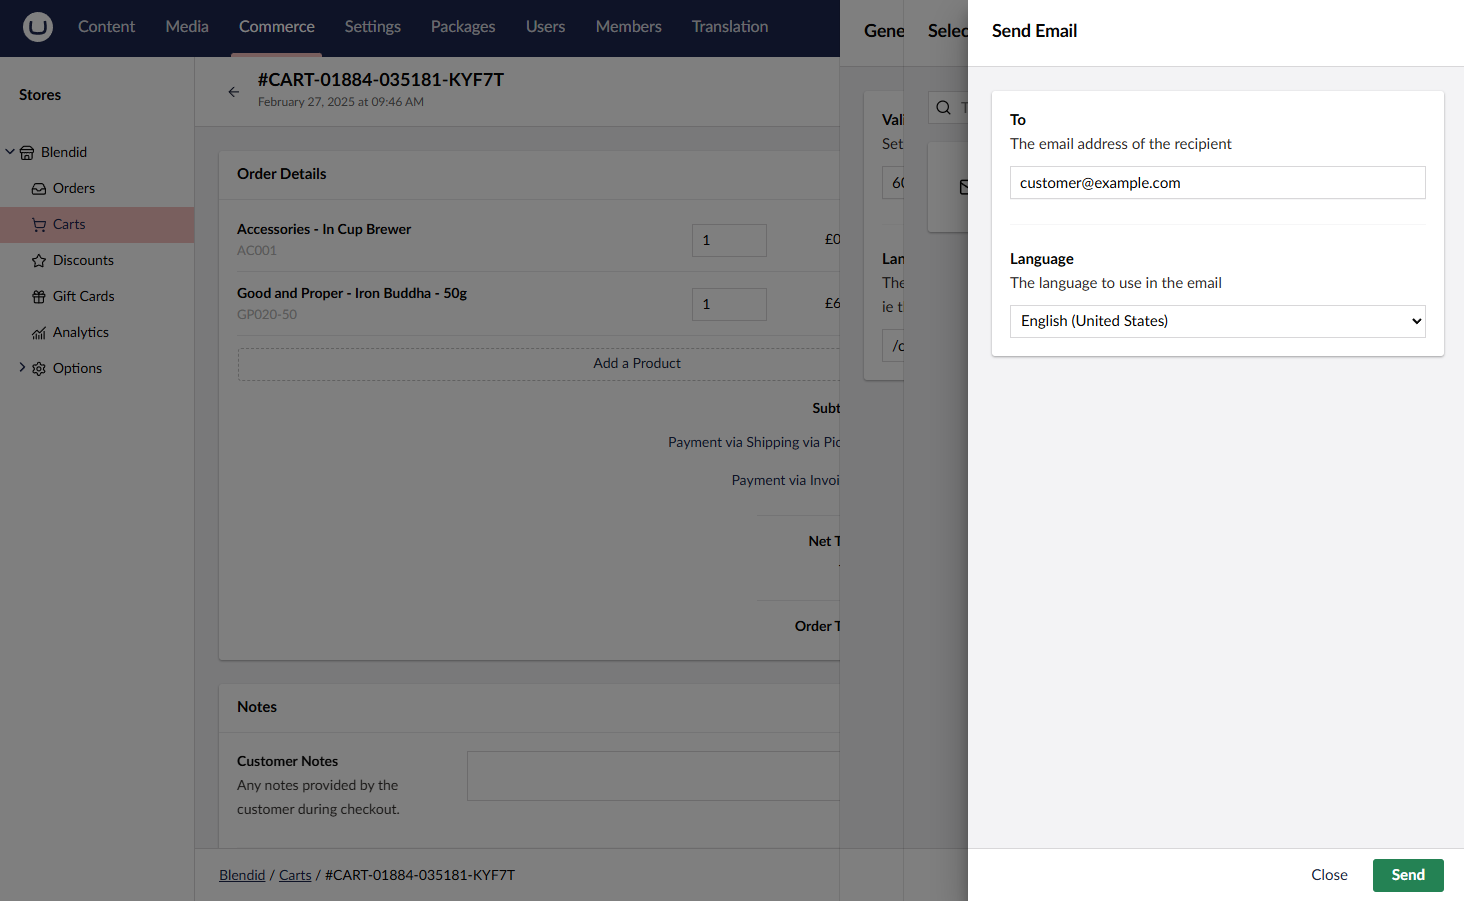 Content Media Commerce Settings Packages Users Members Translation
Stores
Blendid
Orders
Carts
Discounts
Gift Cards
Analytics
Options
#CART-01884-035181-KYF7T
February 27, 2025 at 09:46 AM
Order Details
Accessories - In Cup Brewer
AC001
1
£0
Good and Proper - Iron Buddha - 50g
GP020-50
1
£6
Add a Product
Subt
Payment via Shipping via Pic
Payment via Invoi
Net T
Order T
Notes
Customer Notes
Any notes provided by the
customer during checkout.
Blendid / Carts / #CART-01884-035181-KYF7T
Gene
Vali
Set
60
Lan
The
ie t
/c
Selec
T
Send Email
To
The email address of the recipient
customer@example.com
Language
The language to use in the email
English (United States)
Close Send